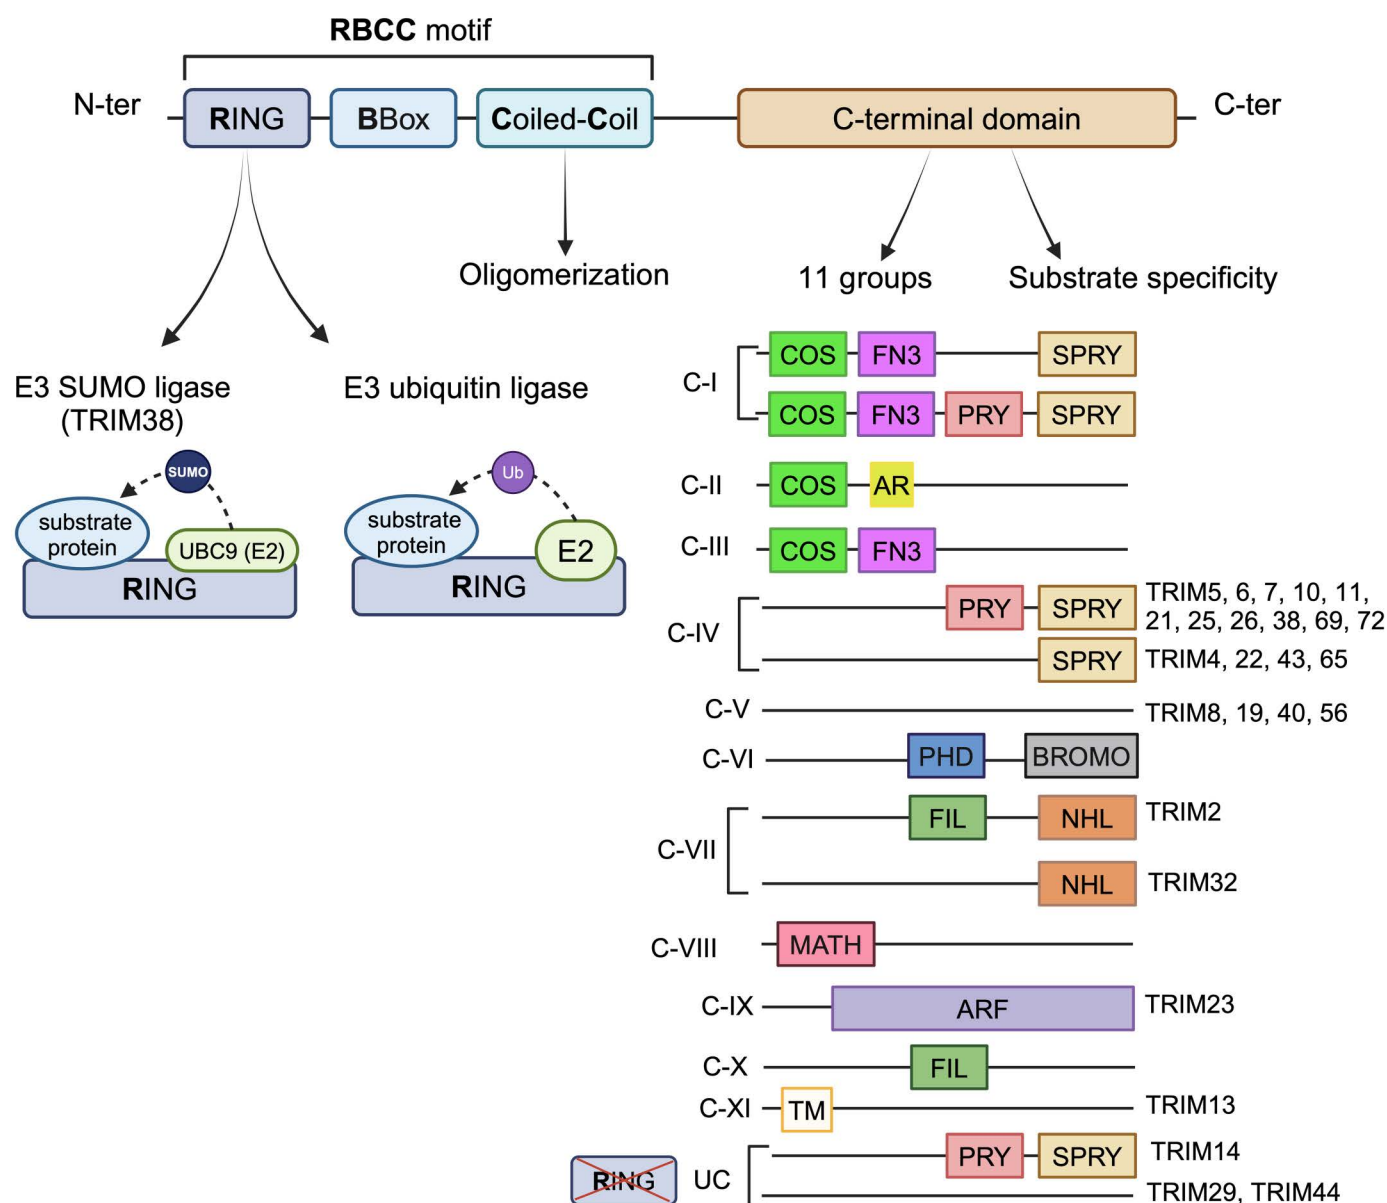 RBCC motif
N-ter
RING
BBox
Coiled-Coil
C-terminal domain
C-ter
Oligomerization
11 groups
Substrate specificity
E3 SUMO ligase
(TRIM38)
E3 ubiquitin ligase
SUMO
substrate
protein
UBC9 (E2)
RING
Ub
substrate
protein
E2
RING
C-I
COS FN3 SPRY
COS FN3 PRY SPRY
C-II COS AR
C-III COS FN3
C-IV
PRY SPRY TRIM5, 6, 7, 10, 11,
21, 25, 26, 38, 69, 72
SPRY TRIM4, 22, 43, 65
C-V TRIM8, 19, 40, 56
C-VI PHD BROMO
C-VII
FIL NHL TRIM2
NHL TRIM32
C-VIII MATH
C-IX ARF TRIM23
C-X FIL
C-XI TM TRIM13
RING UC
PRY SPRY TRIM14
TRIM29, TRIM44